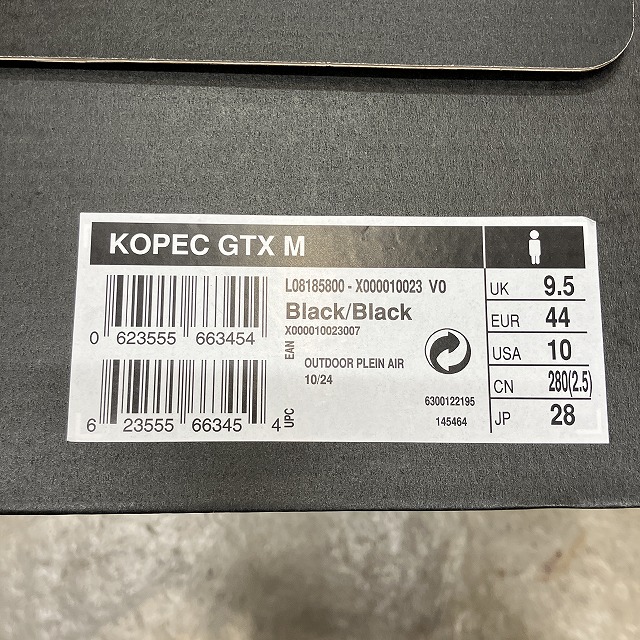 KOPEC GTX M
L08185800 - X000010023 V0
Black/Black
X000010023007
0 623555 663454
EAN
OUTDOOR PLEIN AIR
10/24
6 23555 66345 4
UPC
6300122195
145464
UK 9.5
EUR 44
USA 10
CN 280(2.5)
JP 28